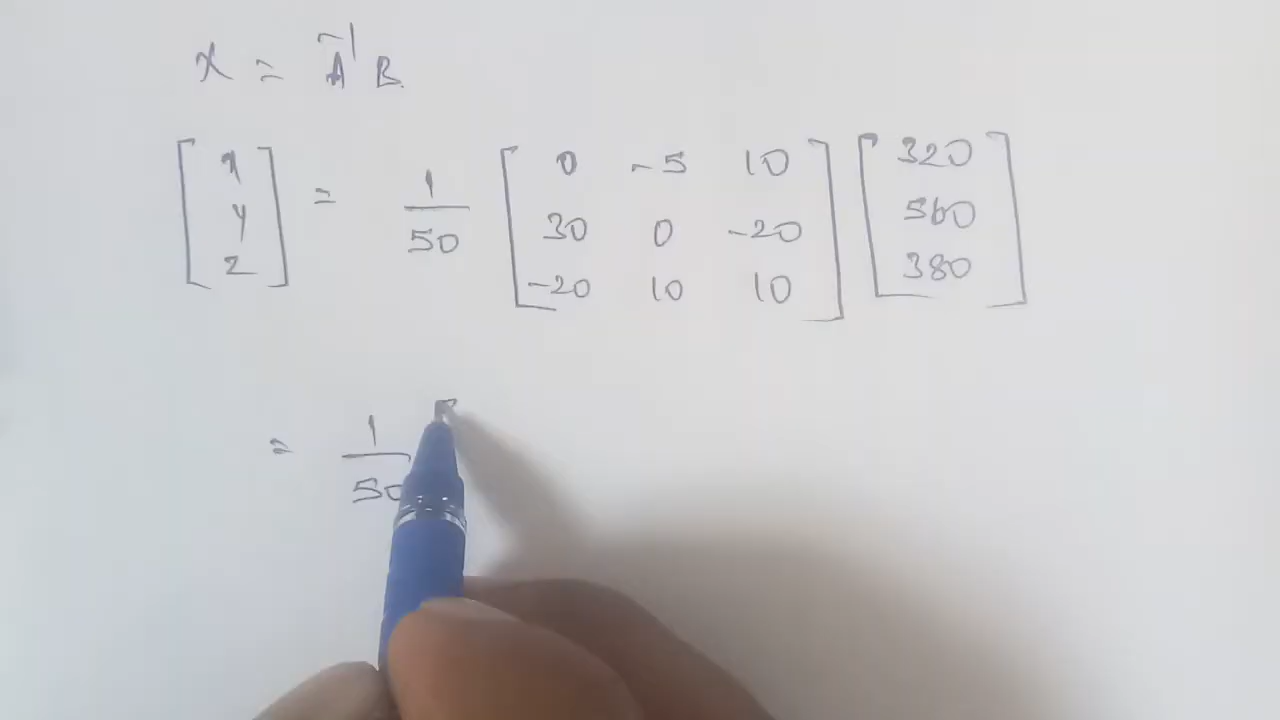 x = A⁻¹ B.
[x y z] = 1/50 [0 -5 10; 30 0 -20; -20 10 10] [320; 560; 380]
= 1/50 [